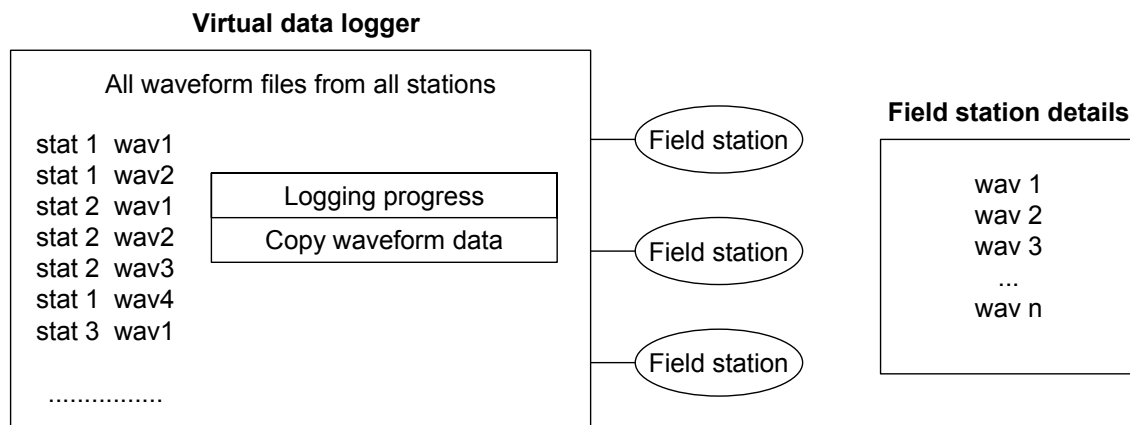 Virtual data logger
All waveform files from all stations
stat 1 wav1
stat 1 wav2
stat 2 wav1
stat 2 wav2
stat 2 wav3
stat 1 wav4
stat 3 wav1
................
Logging progress
Copy waveform data
Field station
Field station
Field station
Field station details
wav 1
wav 2
wav 3
...
wav n